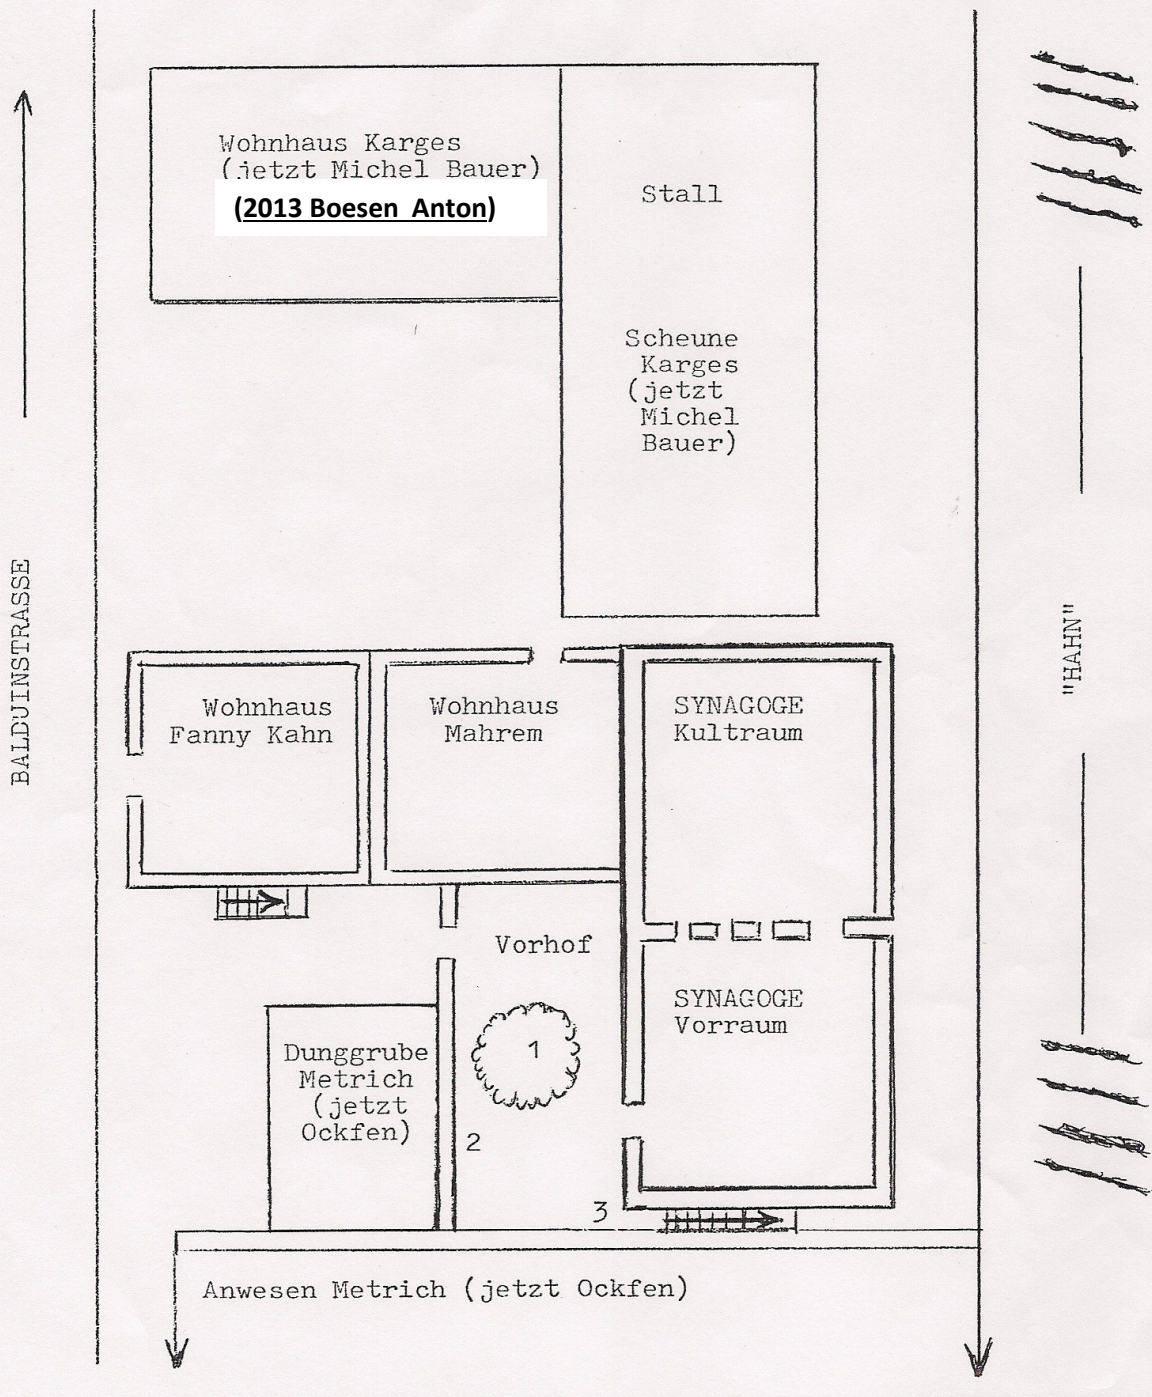 Wohnhaus Karges
(jetzt Michel Bauer)
(2013 Boesen Anton)
Stall
Scheune
Karges
(jetzt
Michel
Bauer)
BALDUINSTRASSE
"HAHN"
Wohnhaus
Fanny Kahn
Wohnhaus
Mahrem
SYNAGOGE
Kultraum
Vorhof
SYNAGOGE
Vorraum
Dunggrube
Metrich
(jetzt
Ockfen)
1
2
3
Anwesen Metrich (jetzt Ockfen)